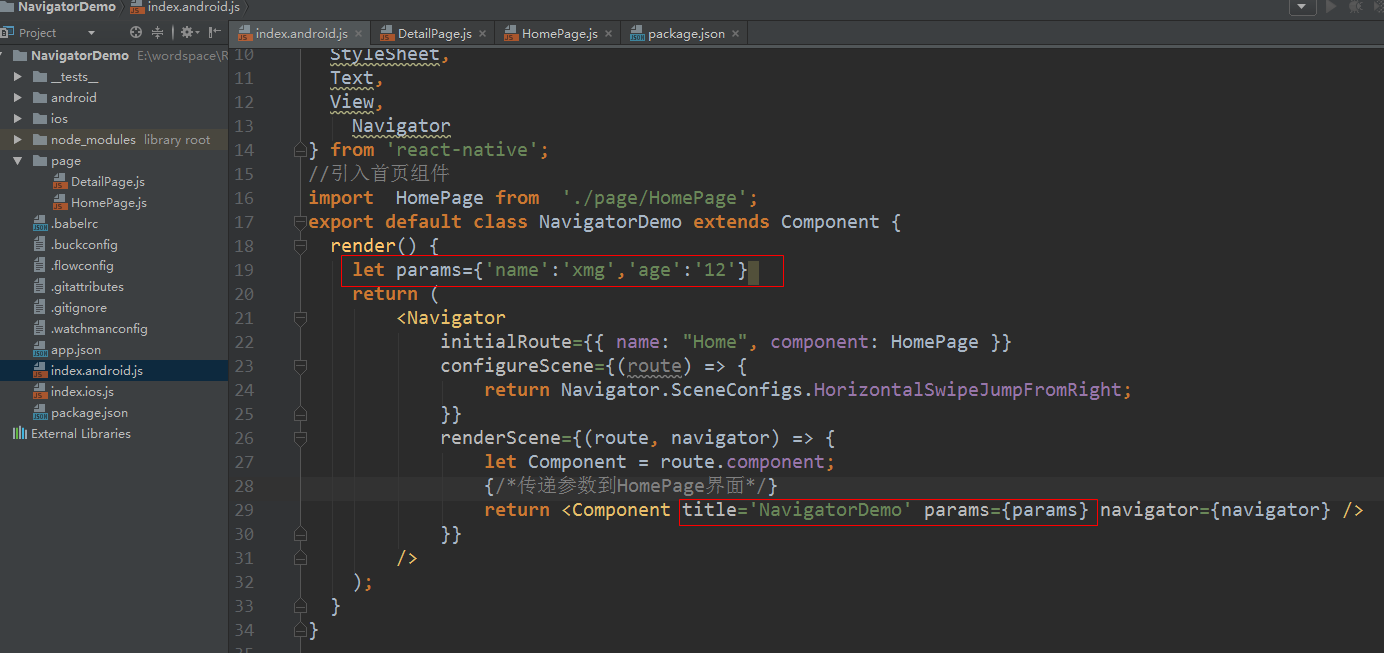 NavigatorDemo index.android.js
Project
index.android.js DetailPage.js HomePage.js package.json
NavigatorDemo E:\wordspace\R
__tests__
android
ios
node_modules library root
page
DetailPage.js
HomePage.js
.babelrc
.buckconfig
.flowconfig
.gitattributes
.gitignore
.watchmanconfig
app.json
index.android.js
index.ios.js
package.json
External Libraries
10 StyleSheet,
11 Text,
12 View,
13 Navigator
14 } from 'react-native';
15 //引入首页组件
16 import HomePage from './page/HomePage';
17 export default class NavigatorDemo extends Component {
18 render() {
19 let params={'name':'xmg','age':'12'}
20 return (
21 <Navigator
22 initialRoute={{ name: "Home", component: HomePage }}
23 configureScene={(route) => {
24 return Navigator.SceneConfigs.HorizontalSwipeJumpFromRight;
25 }}
26 renderScene={(route, navigator) => {
27 let Component = route.component;
28 {/*传递参数到HomePage界面*/}
29 return <Component title='NavigatorDemo' params={params} navigator={navigator} />
30 }}
31 />
32 );
33 }
34 }
35